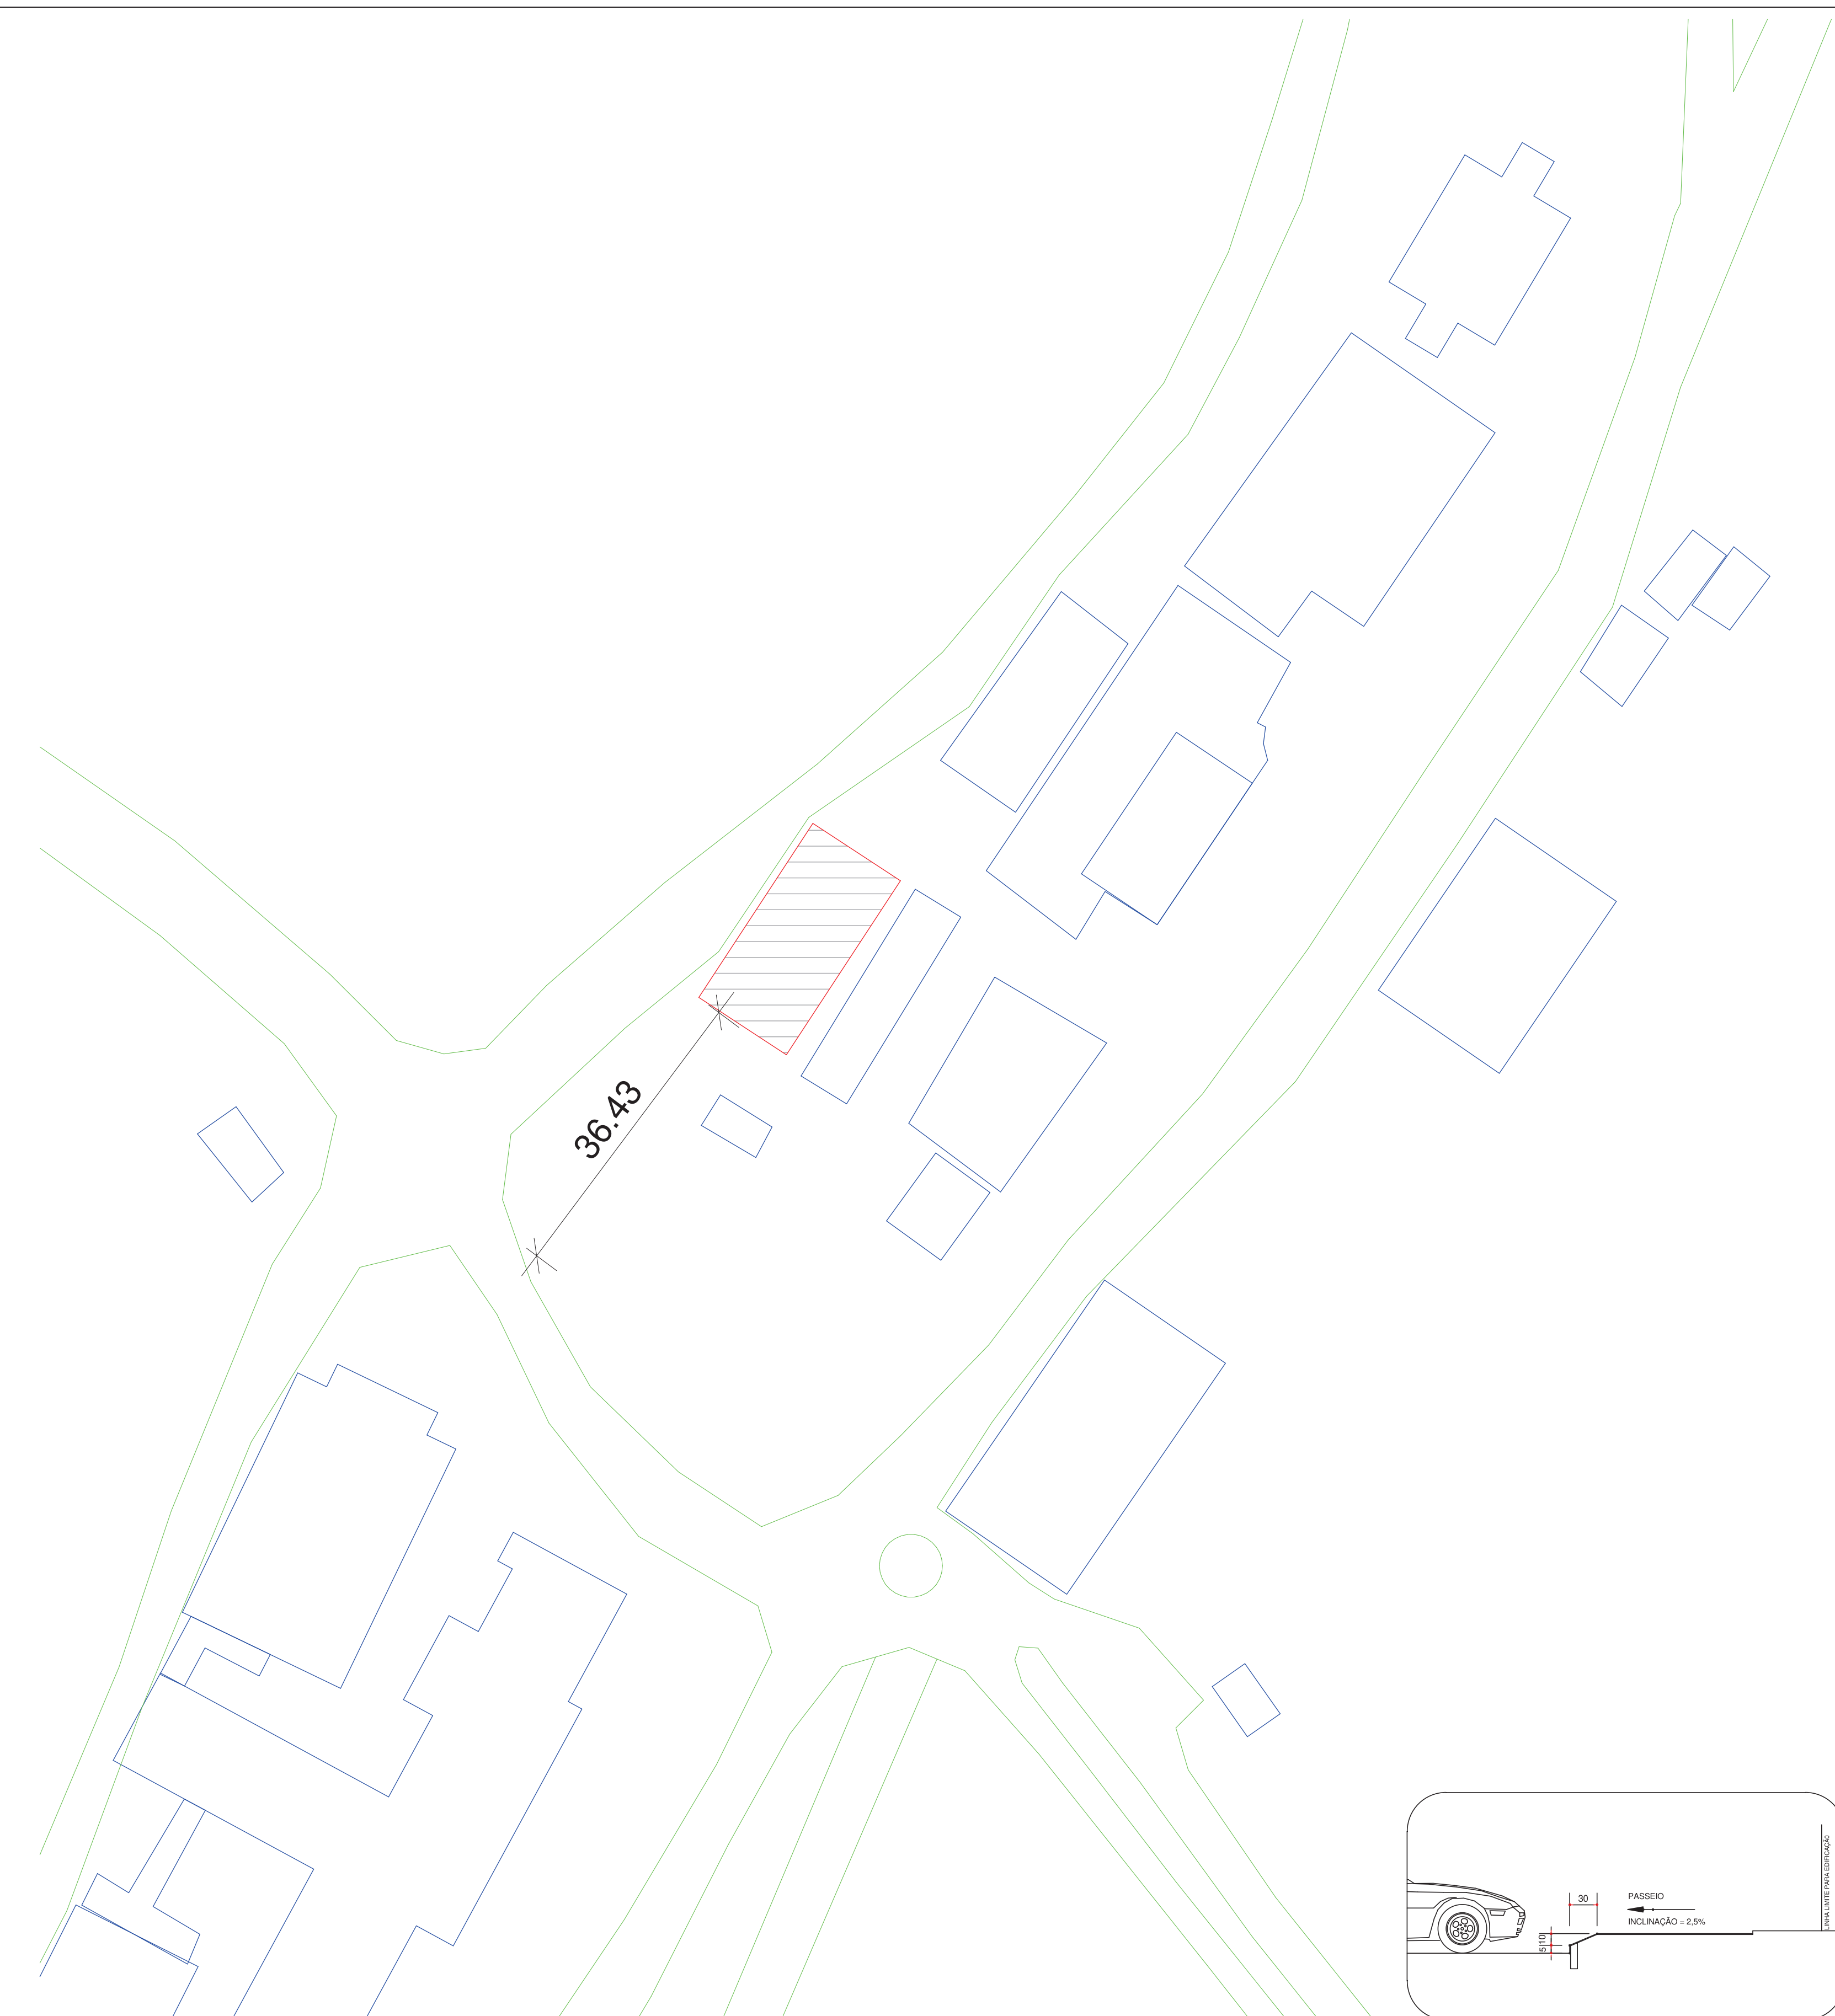 36.43
LINHA LIMITE PARA EDIFICAÇÃO
30
PASSEIO
INCLINAÇÃO = 2,5%
10
5